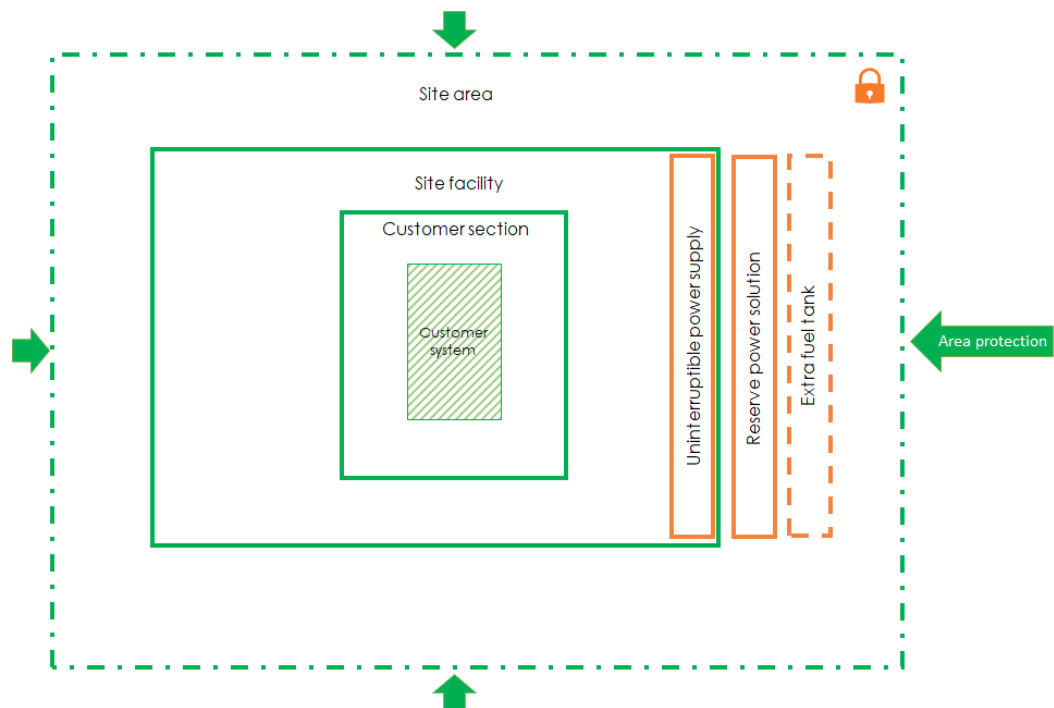 Site area
Site facility
Customer section
Customer
system
Uninterruptible power supply
Reserve power solution
Extra fuel tank
Area protection